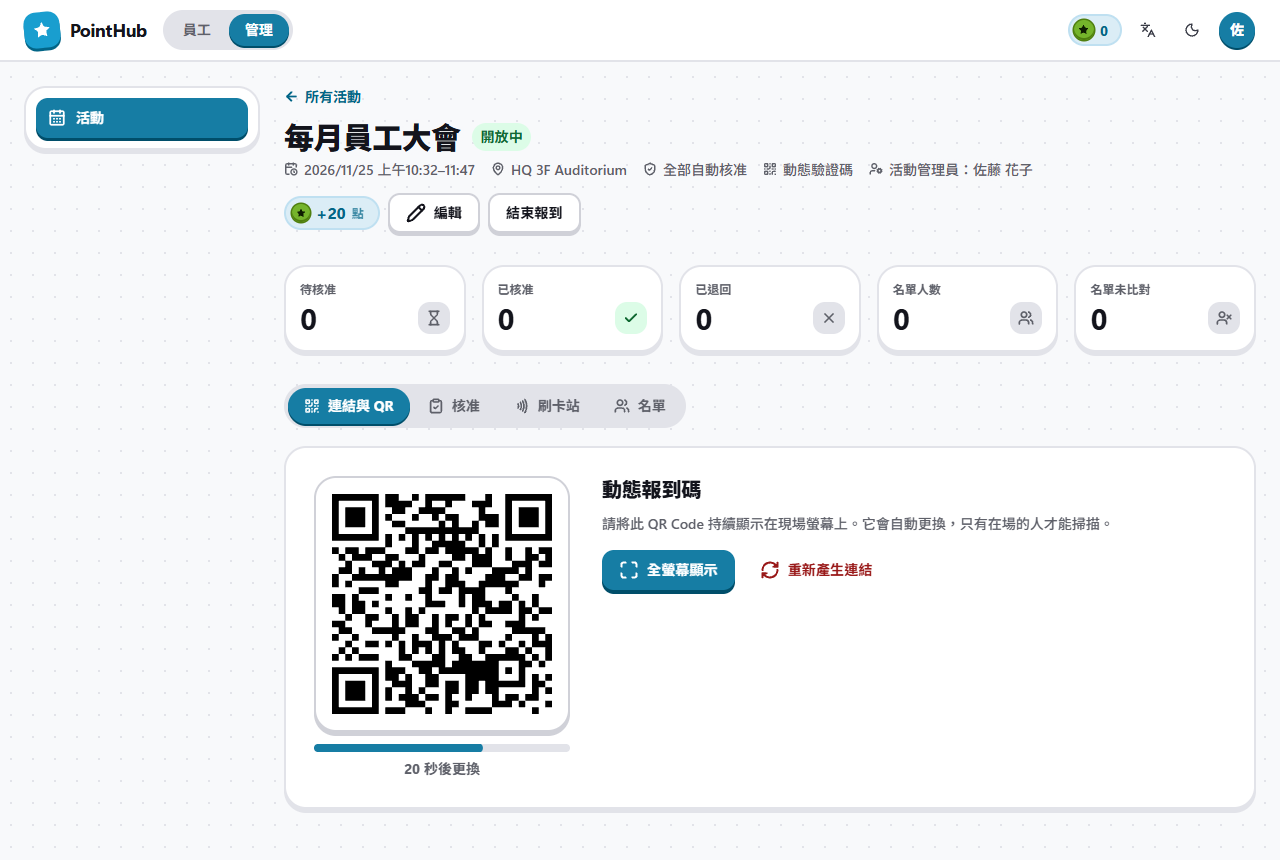 PointHub
員工
管理
0
佐
活動
所有活動
每月員工大會
開放中
2026/11/25 上午10:32–11:47
HQ 3F Auditorium
全部自動核准
動態驗證碼
活動管理員：佐藤 花子
+20 點
編輯
結束報到
待核准
0
已核准
0
已退回
0
名單人數
0
名單未比對
0
連結與 QR
核准
刷卡站
名單
動態報到碼
請將此 QR Code 持續顯示在現場螢幕上。它會自動更換，只有在場的人才能掃描。
全螢幕顯示
重新產生連結
20 秒後更換